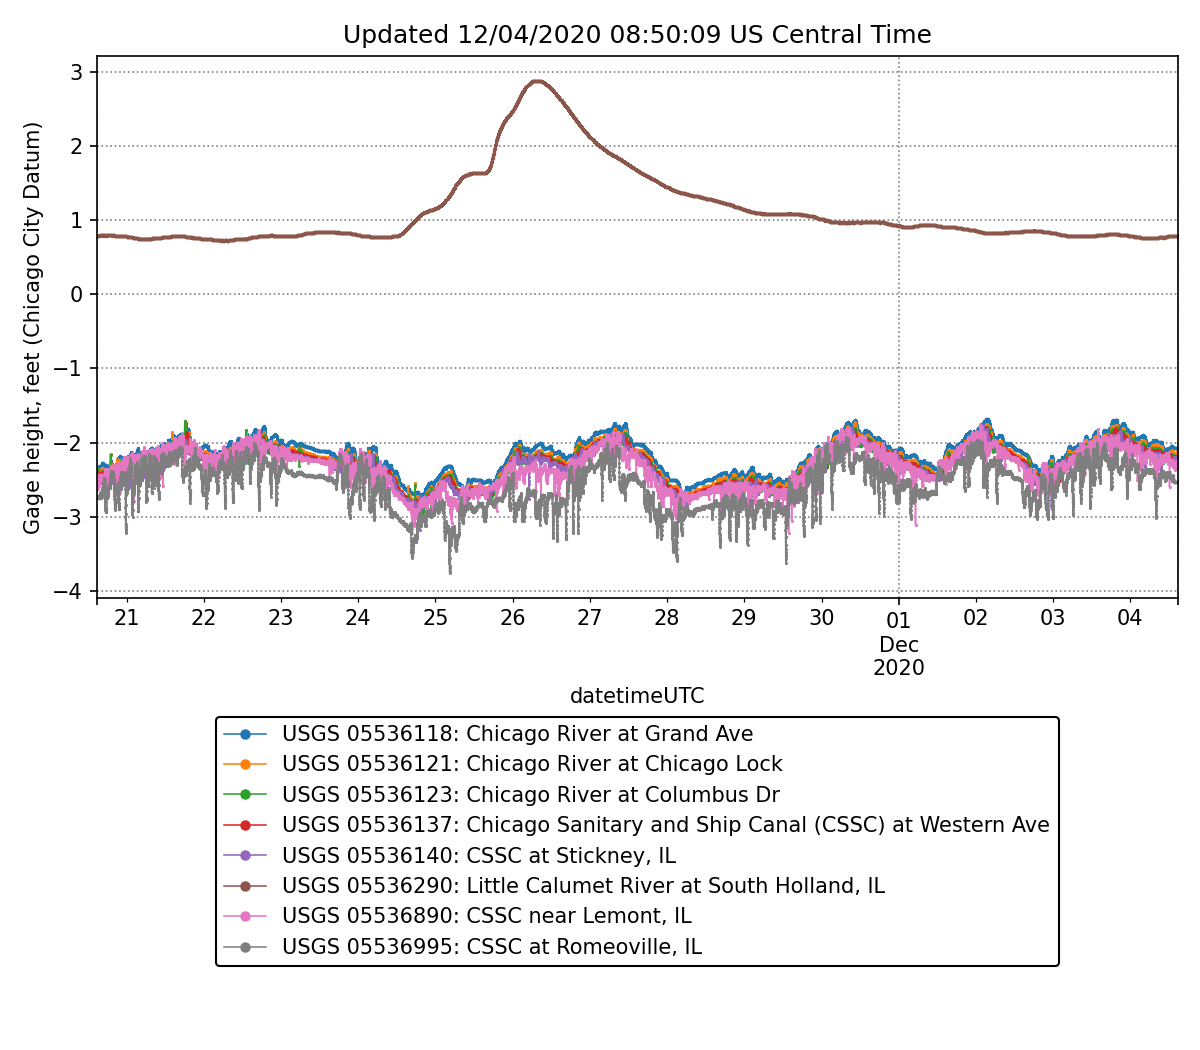 Updated 12/04/2020 08:50:09 US Central Time
Gage height, feet (Chicago City Datum)
3
2
1
0
−1
−2
−3
−4
21 22 23 24 25 26 27 28 29 30 01 02 03 04
Dec
2020
datetimeUTC
USGS 05536118: Chicago River at Grand Ave
USGS 05536121: Chicago River at Chicago Lock
USGS 05536123: Chicago River at Columbus Dr
USGS 05536137: Chicago Sanitary and Ship Canal (CSSC) at Western Ave
USGS 05536140: CSSC at Stickney, IL
USGS 05536290: Little Calumet River at South Holland, IL
USGS 05536890: CSSC near Lemont, IL
USGS 05536995: CSSC at Romeoville, IL